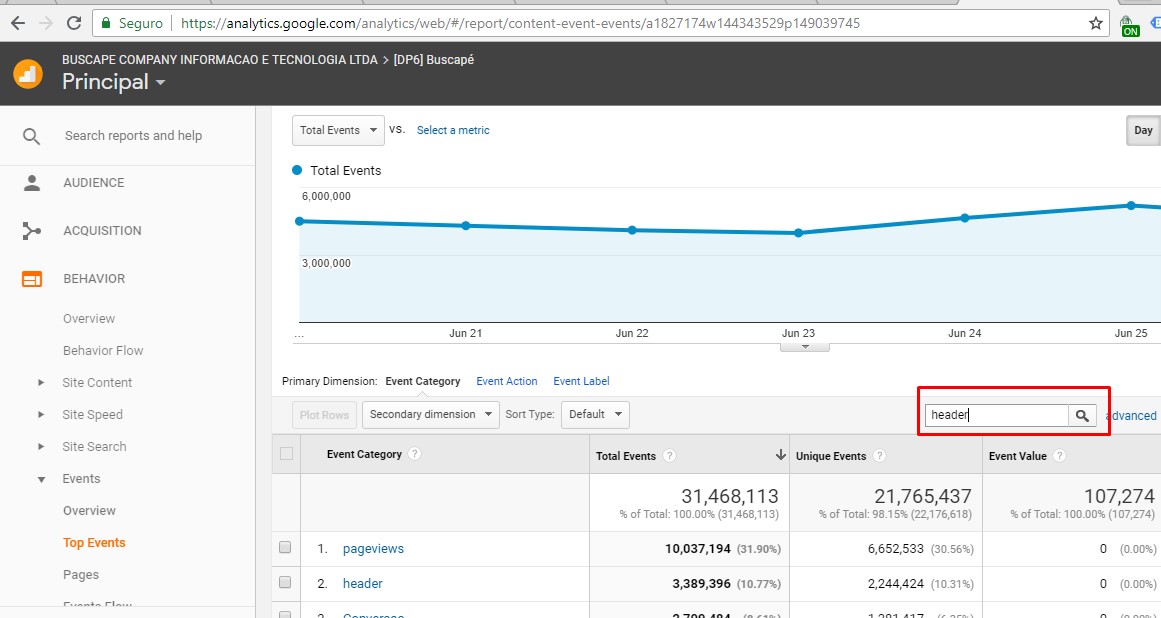 Seguro
https://analytics.google.com/analytics/web/#/report/content-event-events/a1827174w144343529p149039745
ON
BUSCAPE COMPANY INFORMACAO E TECNOLOGIA LTDA > [DP6] Buscapé
Principal
Search reports and help
AUDIENCE
ACQUISITION
BEHAVIOR
Overview
Behavior Flow
Site Content
Site Speed
Site Search
Events
Overview
Top Events
Pages
Events Flow
Total Events vs. Select a metric
Day
Total Events
6,000,000
3,000,000
... Jun 21 Jun 22 Jun 23 Jun 24 Jun 25
Primary Dimension: Event Category Event Action Event Label
Plot Rows Secondary dimension Sort Type: Default header advanced
Event Category ? Total Events ? Unique Events ? Event Value ?
31,468,113 21,765,437 107,274
% of Total: 100.00% (31,468,113) % of Total: 98.15% (22,176,618) % of Total: 100.00% (107,274)
1. pageviews 10,037,194 (31.90%) 6,652,533 (30.56%) 0 (0.00%)
2. header 3,389,396 (10.77%) 2,244,424 (10.31%) 0 (0.00%)